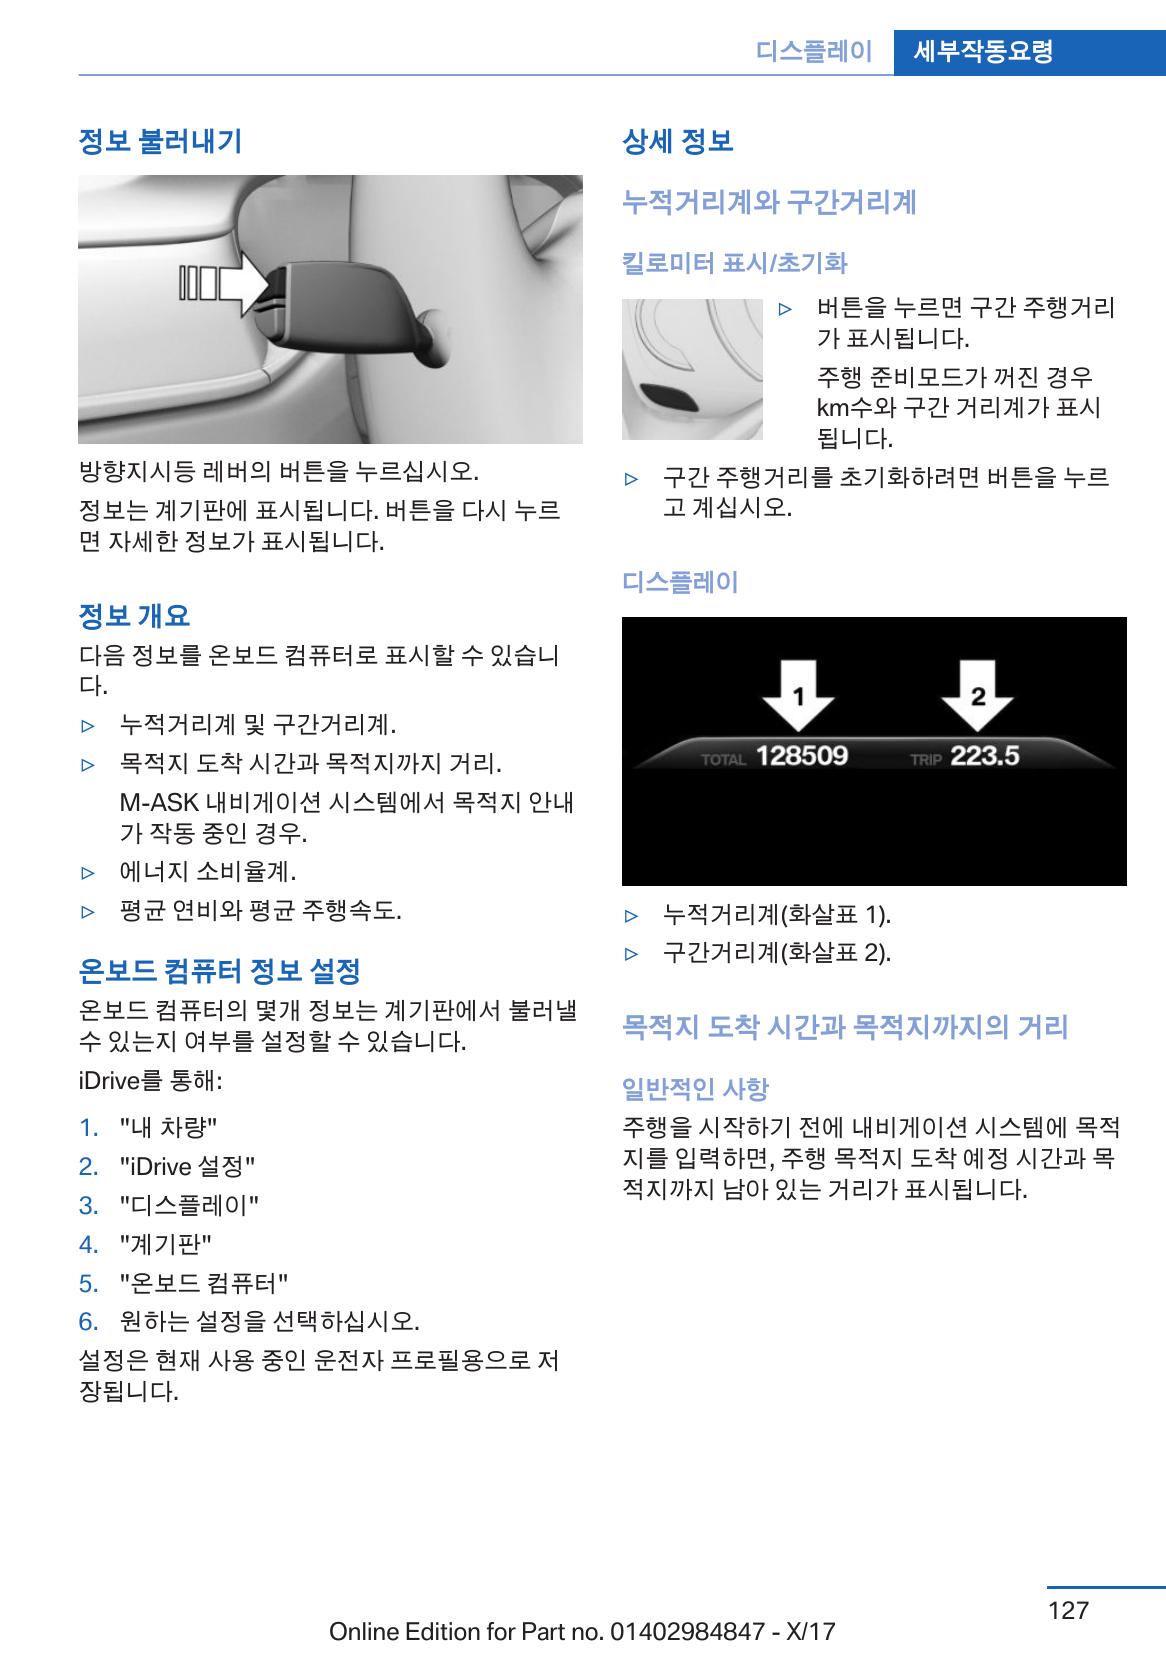 디스플레이 세부작동요령
정보 불러내기
방향지시등 레버의 버튼을 누르십시오.
정보는 계기판에 표시됩니다. 버튼을 다시 누르
면 자세한 정보가 표시됩니다.
정보 개요
다음 정보를 온보드 컴퓨터로 표시할 수 있습니
다.
▷ 누적거리계 및 구간거리계.
▷ 목적지 도착 시간과 목적지까지 거리.
M-ASK 내비게이션 시스템에서 목적지 안내
가 작동 중인 경우.
▷ 에너지 소비율계.
▷ 평균 연비와 평균 주행속도.
온보드 컴퓨터 정보 설정
온보드 컴퓨터의 몇개 정보는 계기판에서 불러낼
수 있는지 여부를 설정할 수 있습니다.
iDrive를 통해:
1. "내 차량"
2. "iDrive 설정"
3. "디스플레이"
4. "계기판"
5. "온보드 컴퓨터"
6. 원하는 설정을 선택하십시오.
설정은 현재 사용 중인 운전자 프로필용으로 저
장됩니다.
상세 정보
누적거리계와 구간거리계
킬로미터 표시/초기화
▷ 버튼을 누르면 구간 주행거리
가 표시됩니다.
주행 준비모드가 꺼진 경우
km수와 구간 거리계가 표시
됩니다.
▷ 구간 주행거리를 초기화하려면 버튼을 누르
고 계십시오.
디스플레이
1 2
TOTAL 128509 TRIP 223.5
▷ 누적거리계(화살표 1).
▷ 구간거리계(화살표 2).
목적지 도착 시간과 목적지까지의 거리
일반적인 사항
주행을 시작하기 전에 내비게이션 시스템에 목적
지를 입력하면, 주행 목적지 도착 예정 시간과 목
적지까지 남아 있는 거리가 표시됩니다.
127
Online Edition for Part no. 01402984847 - X/17